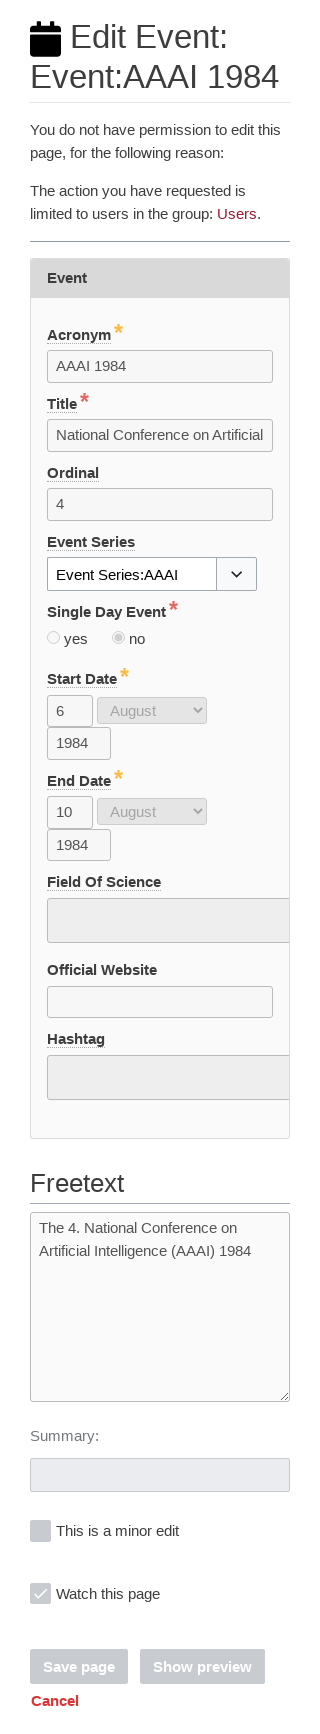 Edit Event:
Event:AAAI 1984
You do not have permission to edit this
page, for the following reason:
The action you have requested is
limited to users in the group: Users.
Event
Acronym*
AAAI 1984
Title*
National Conference on Artificial
Ordinal
4
Event Series
Event Series:AAAI
Single Day Event*
yes no
Start Date*
6 August
1984
End Date*
10 August
1984
Field Of Science
Official Website
Hashtag
Freetext
The 4. National Conference on
Artificial Intelligence (AAAI) 1984
Summary:
This is a minor edit
Watch this page
Save page Show preview
Cancel